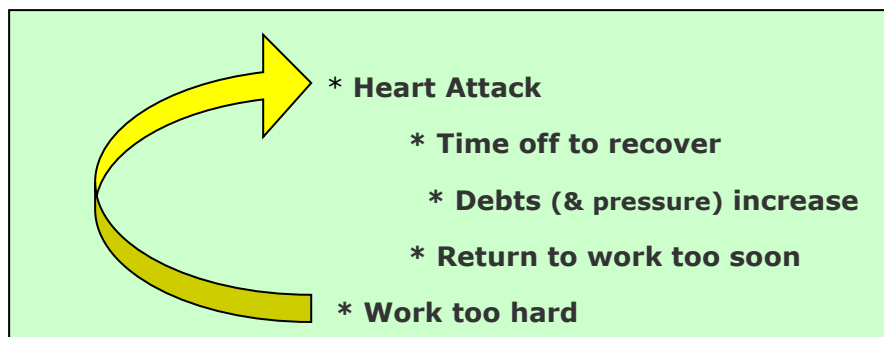 * Heart Attack
* Time off to recover
* Debts (& pressure) increase
* Return to work too soon
* Work too hard